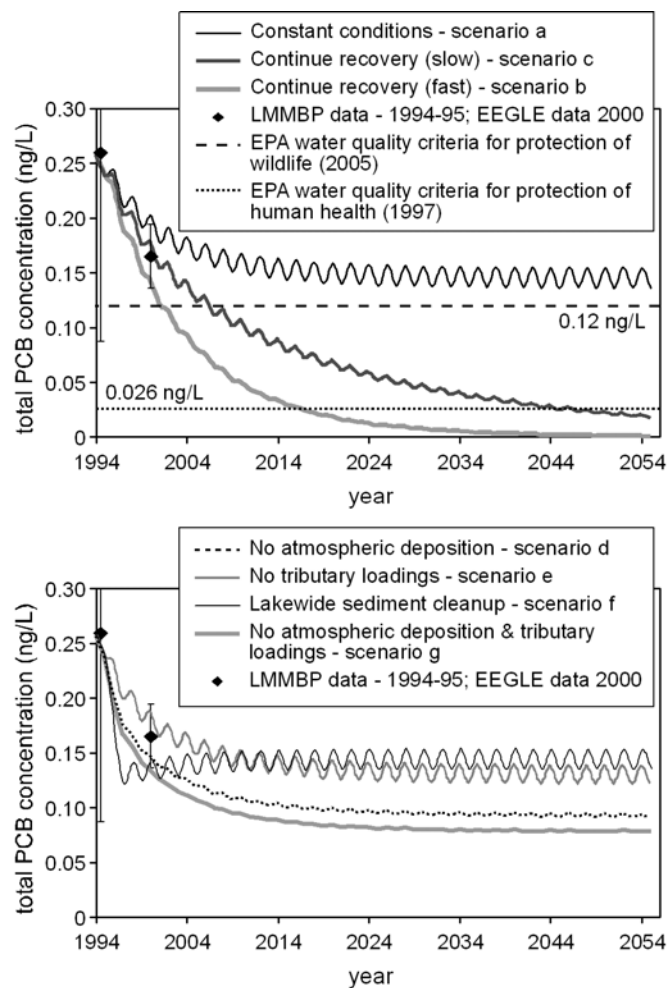 Constant conditions - scenario a
Continue recovery (slow) - scenario c
Continue recovery (fast) - scenario b
LMMBP data - 1994-95; EEGLE data 2000
EPA water quality criteria for protection of
wildlife (2005)
EPA water quality criteria for protection of
human health (1997)
total PCB concentration (ng/L)
0.30
0.25
0.20
0.15
0.10
0.05
0
0.12 ng/L
0.026 ng/L
1994 2004 2014 2024 2034 2044 2054
year
No atmospheric deposition - scenario d
No tributary loadings - scenario e
Lakewide sediment cleanup - scenario f
No atmospheric deposition & tributary
loadings - scenario g
LMMBP data - 1994-95; EEGLE data 2000
total PCB concentration (ng/L)
0.30
0.25
0.20
0.15
0.10
0.05
0
1994 2004 2014 2024 2034 2044 2054
year